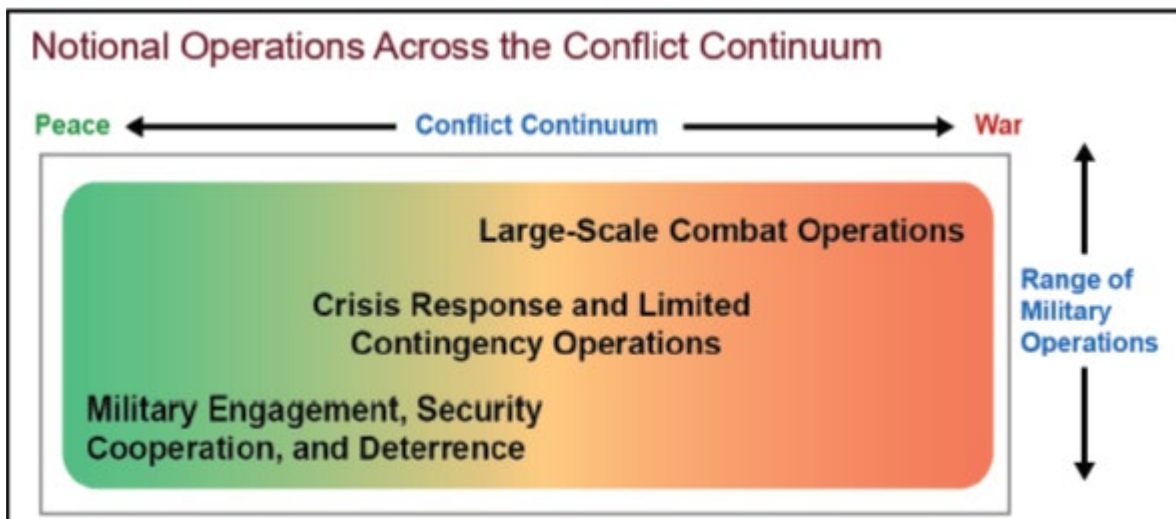 Notional Operations Across the Conflict Continuum
Peace
Conflict Continuum
War
Large-Scale Combat Operations
Crisis Response and Limited
Contingency Operations
Military Engagement, Security
Cooperation, and Deterrence
Range of
Military
Operations